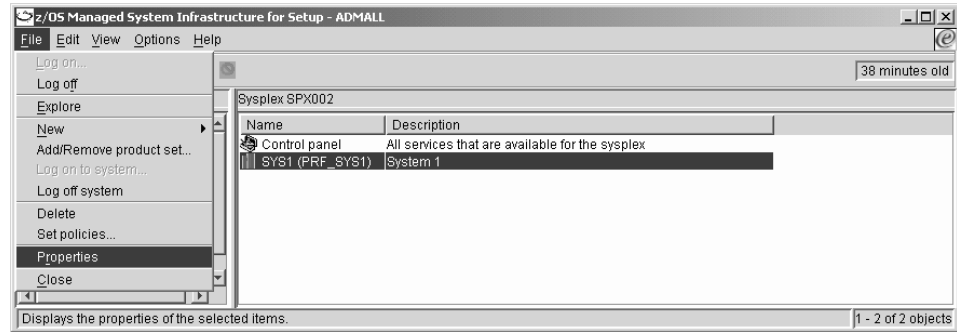 z/OS Managed System Infrastructure for Setup - ADMALL
File Edit View Options Help
Log on...
Log off
Explore
New
Add/Remove product set...
Log on to system...
Log off system
Delete
Set policies...
Properties
Close
38 minutes old
Sysplex SPX002
Name Description
Control panel All services that are available for the sysplex
SYS1 (PRF_SYS1) System 1
Displays the properties of the selected items.
1 - 2 of 2 objects